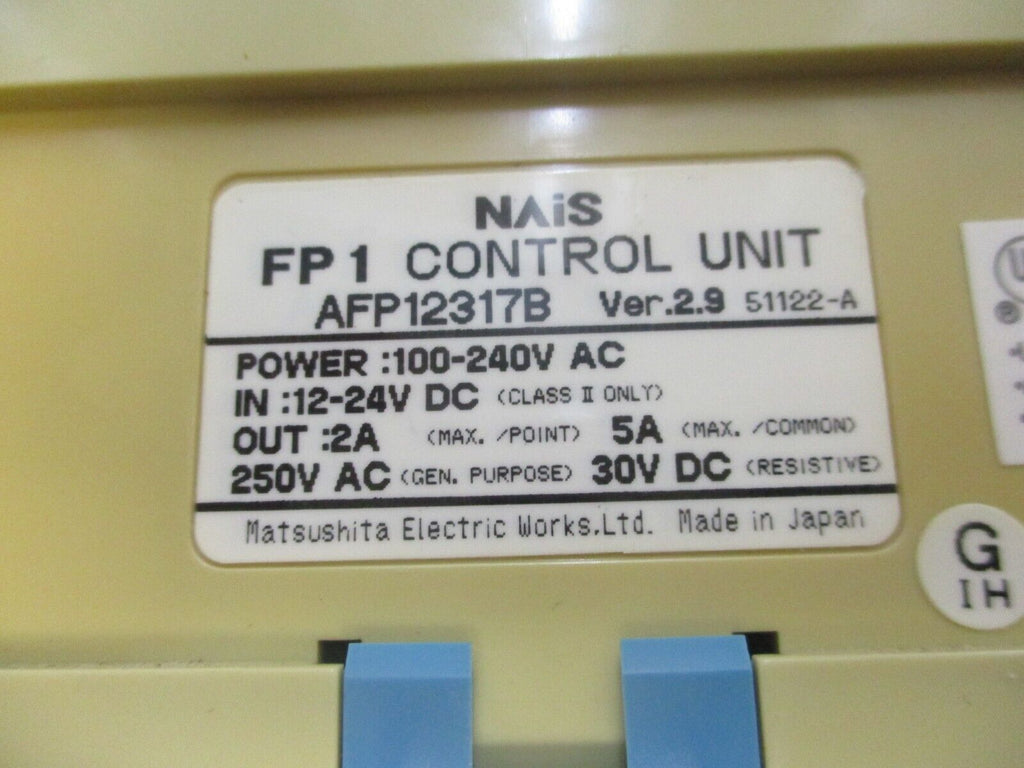 NAiS
FP1 CONTROL UNIT
AFP12317B Ver.2.9 51122-A
POWER :100-240V AC
IN :12-24V DC (CLASS II ONLY)
OUT :2A (MAX. /POINT) 5A (MAX. /COMMON)
250V AC (GEN. PURPOSE) 30V DC (RESISTIVE)
Matsushita Electric Works,Ltd. Made in Japan
G
IH